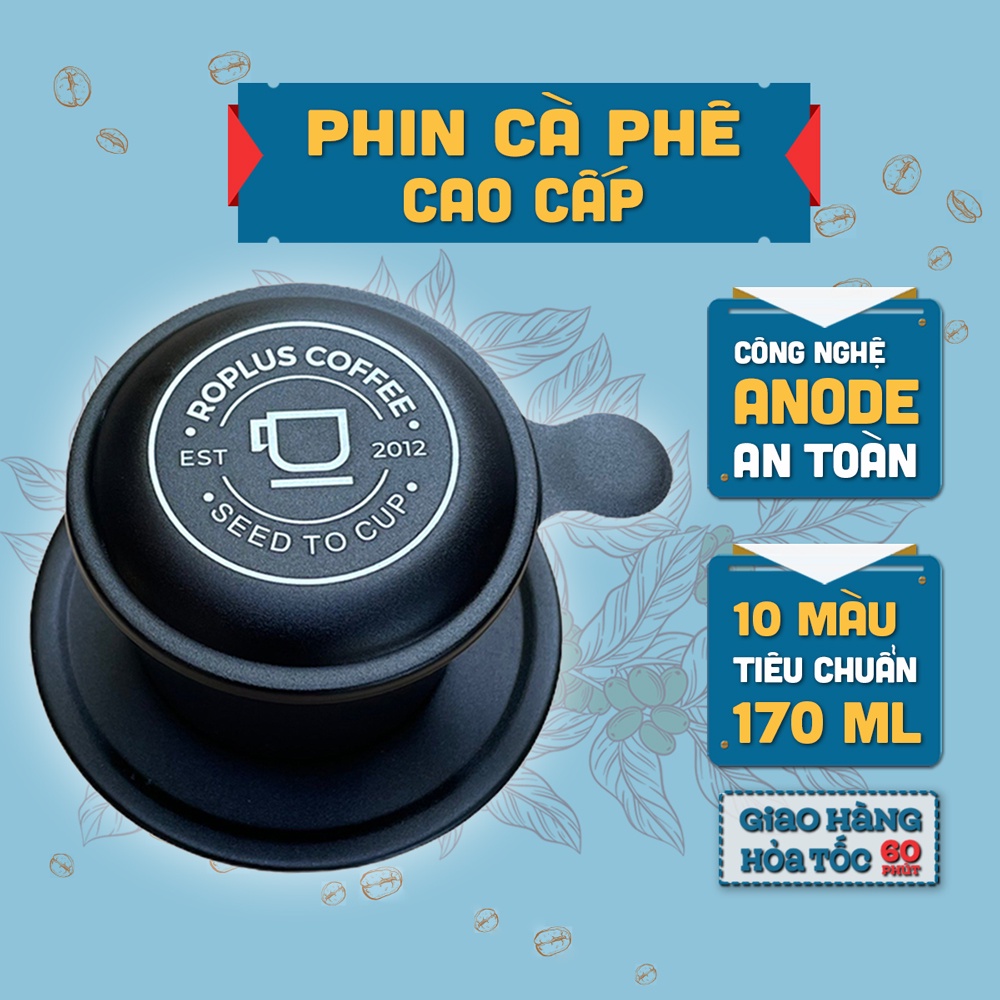 PHIN CÀ PHÊ
CAO CẤP
ROPLUS COFFEE
EST 2012
SEED TO CUP
CÔNG NGHỆ
ANODE
AN TOÀN
10 MÀU
TIÊU CHUẨN
170 ML
GIAO HÀNG
HỎA TỐC 60 PHÚT